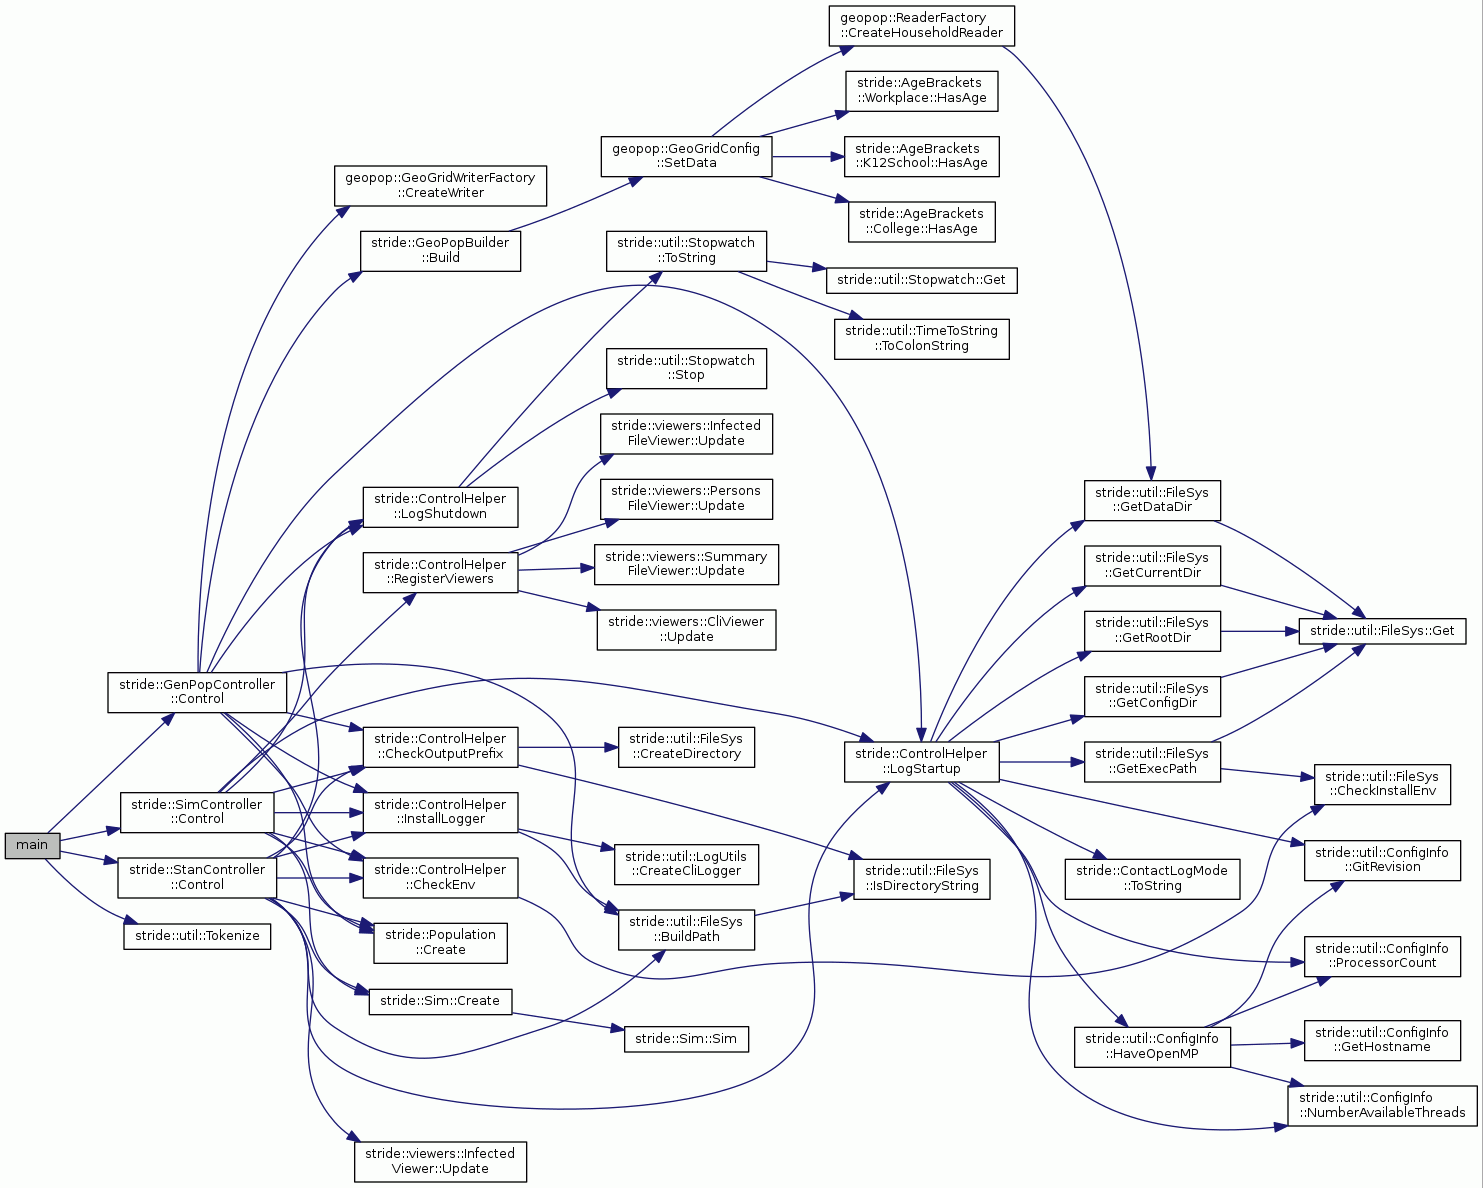 main
stride::GenPopController
::Control
stride::SimController
::Control
stride::StanController
::Control
stride::util::Tokenize
geopop::GeoGridWriterFactory
::CreateWriter
stride::GeoPopBuilder
::Build
stride::ControlHelper
::LogShutdown
stride::ControlHelper
::RegisterViewers
stride::ControlHelper
::CheckOutputPrefix
stride::ControlHelper
::InstallLogger
stride::ControlHelper
::CheckEnv
stride::Population
::Create
stride::Sim::Create
stride::viewers::Infected
Viewer::Update
geopop::GeoGridConfig
::SetData
stride::util::Stopwatch
::ToString
stride::util::Stopwatch
::Stop
stride::viewers::Infected
FileViewer::Update
stride::viewers::Persons
FileViewer::Update
stride::viewers::Summary
FileViewer::Update
stride::viewers::CliViewer
::Update
stride::util::FileSys
::CreateDirectory
stride::util::LogUtils
::CreateCliLogger
stride::util::FileSys
::BuildPath
stride::Sim::Sim
geopop::ReaderFactory
::CreateHouseholdReader
stride::AgeBrackets
::Workplace::HasAge
stride::AgeBrackets
::K12School::HasAge
stride::AgeBrackets
::College::HasAge
stride::util::Stopwatch::Get
stride::util::TimeToString
::ToColonString
stride::ControlHelper
::LogStartup
stride::util::FileSys
::IsDirectoryString
stride::util::FileSys
::GetDataDir
stride::util::FileSys
::GetCurrentDir
stride::util::FileSys
::GetRootDir
stride::util::FileSys
::GetConfigDir
stride::util::FileSys
::GetExecPath
stride::ContactLogMode
::ToString
stride::util::ConfigInfo
::HaveOpenMP
stride::util::FileSys::Get
stride::util::FileSys
::CheckInstallEnv
stride::util::ConfigInfo
::GitRevision
stride::util::ConfigInfo
::ProcessorCount
stride::util::ConfigInfo
::GetHostname
stride::util::ConfigInfo
::NumberAvailableThreads